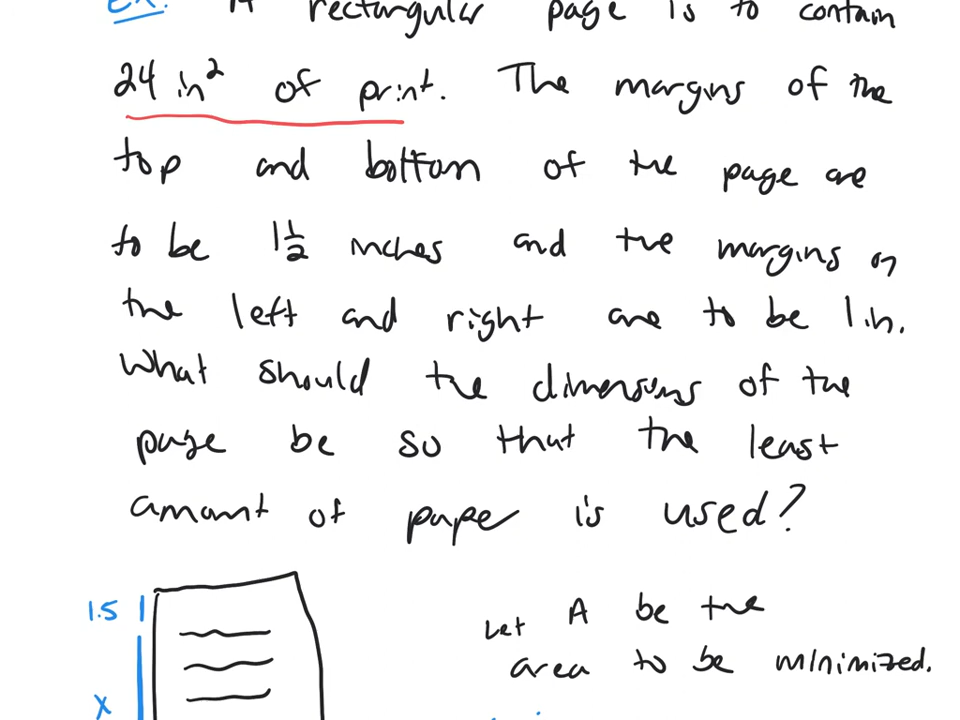 Ex: A rectangular page is to contain
24 in² of print. The margins of the
top and bottom of the page are
to be 1 1/2 inches and the margins on
the left and right are to be 1 in.
What should the dimensions of the
page be so that the least
amount of paper is used?
1.5
Let A be the
area to be minimized.
x